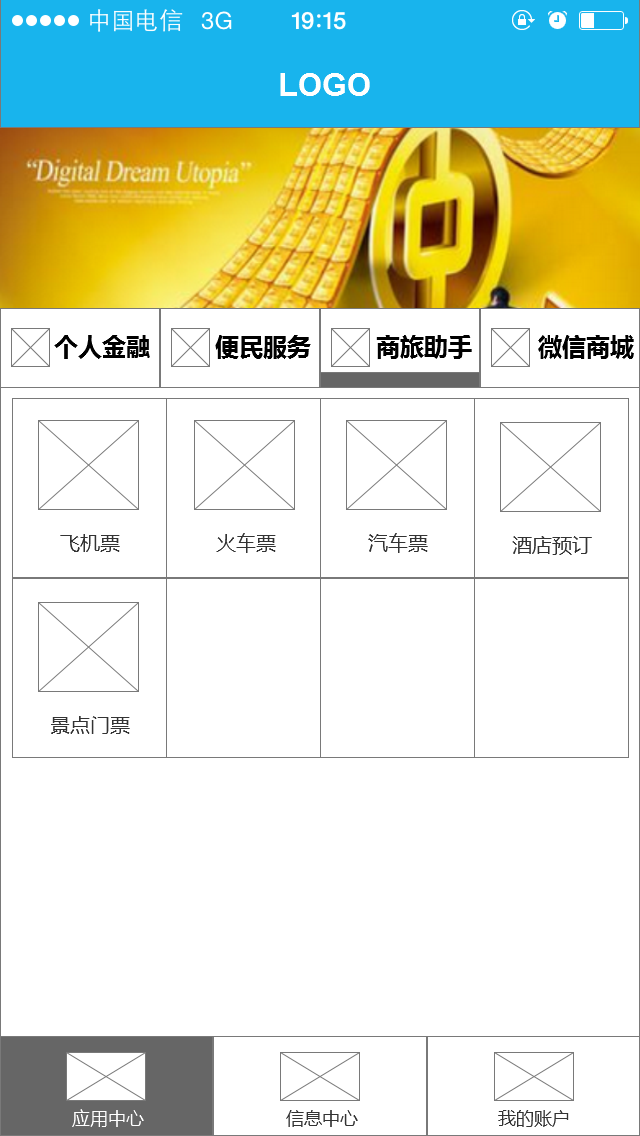 中国电信 3G 19:15
LOGO
“Digital Dream Utopia”
个人金融 便民服务 商旅助手 微信商城
飞机票 火车票 汽车票 酒店预订
景点门票
应用中心 信息中心 我的账户